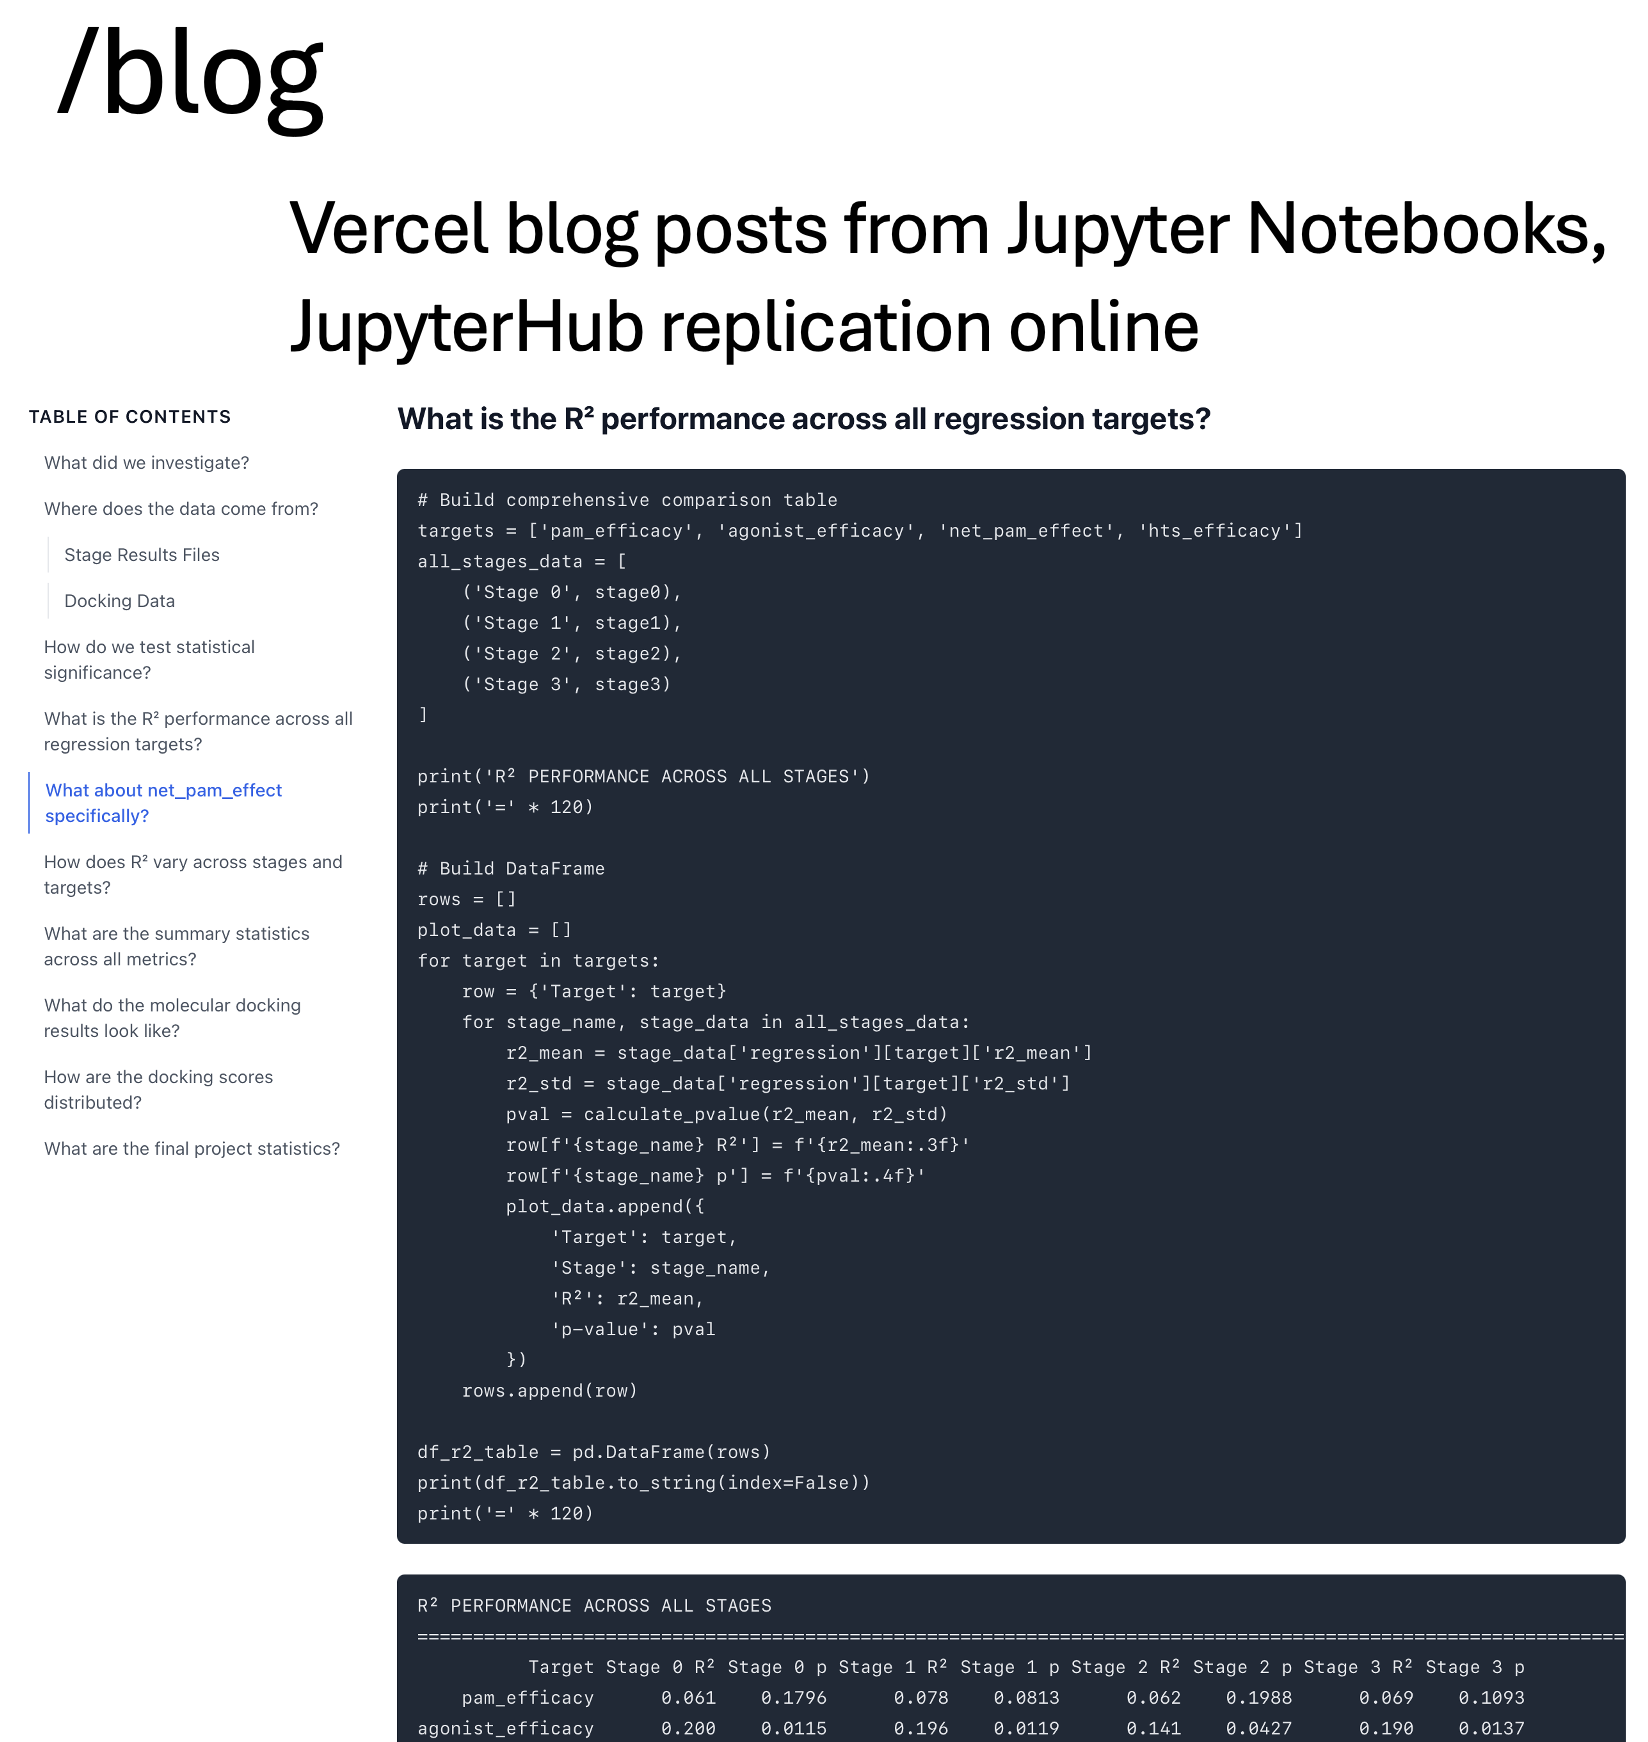 /blog
Vercel blog posts from Jupyter Notebooks,
JupyterHub replication online
TABLE OF CONTENTS
What did we investigate?
Where does the data come from?
Stage Results Files
Docking Data
How do we test statistical
significance?
What is the R² performance across all
regression targets?
What about net_pam_effect
specifically?
How does R² vary across stages and
targets?
What are the summary statistics
across all metrics?
What do the molecular docking
results look like?
How are the docking scores
distributed?
What are the final project statistics?
What is the R² performance across all regression targets?
# Build comprehensive comparison table
targets = ['pam_efficacy', 'agonist_efficacy', 'net_pam_effect', 'hts_efficacy']
all_stages_data = [
    ('Stage 0', stage0),
    ('Stage 1', stage1),
    ('Stage 2', stage2),
    ('Stage 3', stage3)
]
print('R² PERFORMANCE ACROSS ALL STAGES')
print('=' * 120)
# Build DataFrame
rows = []
plot_data = []
for target in targets:
    row = {'Target': target}
    for stage_name, stage_data in all_stages_data:
        r2_mean = stage_data['regression'][target]['r2_mean']
        r2_std = stage_data['regression'][target]['r2_std']
        pval = calculate_pvalue(r2_mean, r2_std)
        row[f'{stage_name} R²'] = f'{r2_mean:.3f}'
        row[f'{stage_name} p'] = f'{pval:.4f}'
        plot_data.append({
            'Target': target,
            'Stage': stage_name,
            'R²': r2_mean,
            'p-value': pval
        })
    rows.append(row)
df_r2_table = pd.DataFrame(rows)
print(df_r2_table.to_string(index=False))
print('=' * 120)
R² PERFORMANCE ACROSS ALL STAGES
=============================================================================================================
Target Stage 0 R² Stage 0 p Stage 1 R² Stage 1 p Stage 2 R² Stage 2 p Stage 3 R² Stage 3 p
pam_efficacy 0.061 0.1796 0.078 0.0813 0.062 0.1988 0.069 0.1093
agonist_efficacy 0.200 0.0115 0.196 0.0119 0.141 0.0427 0.190 0.0137